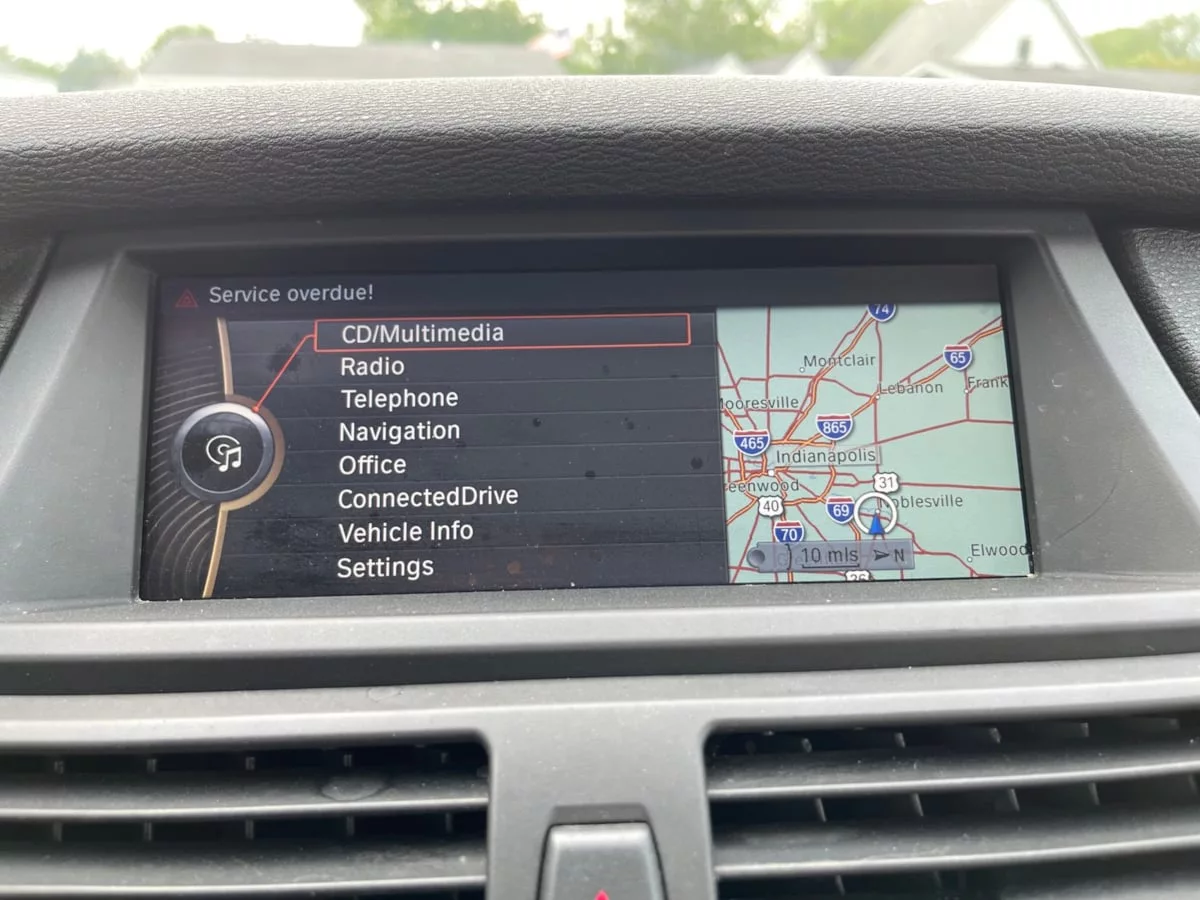 Service overdue!
CD/Multimedia
Radio
Telephone
Navigation
Office
ConnectedDrive
Vehicle Info
Settings
74
Montclair
65
Lebanon
Frank
Mooresville
865
465
Indianapolis
eenwood
31
40
69
oblesville
70
10 mls
N
Elwood